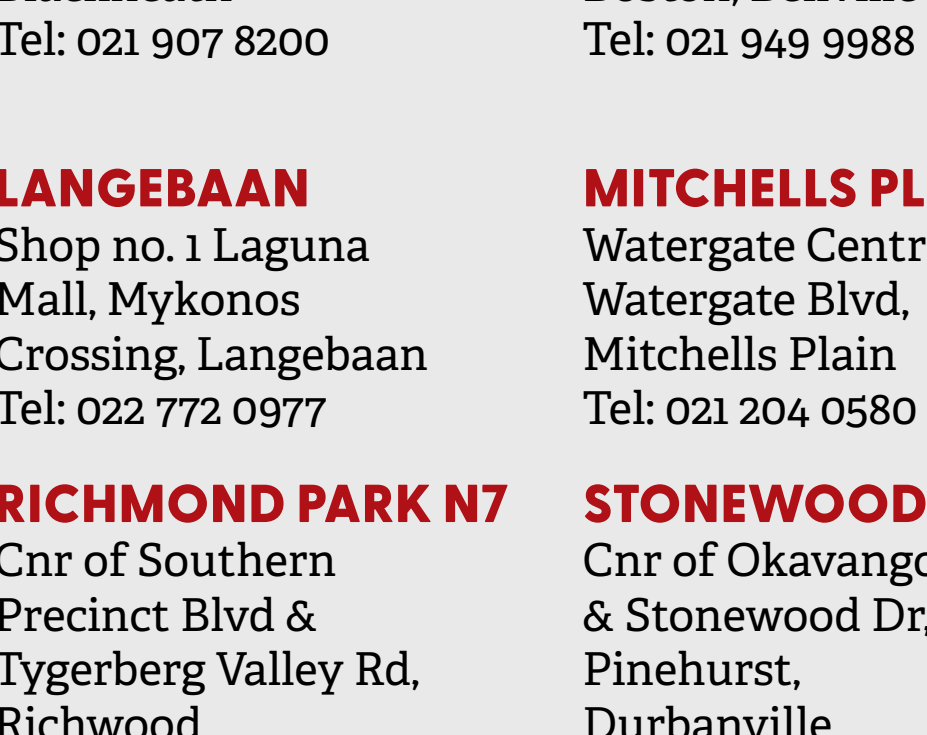 Tel: 021 907 8200
LANGEBAAN
Shop no. 1 Laguna
Mall, Mykonos
Crossing, Langebaan
Tel: 022 772 0977
RICHMOND PARK N7
Cnr of Southern
Precinct Blvd &
Tygerberg Valley Rd,
Richwood
Tel: 021 949 9988
MITCHELLS PL
Watergate Centr
Watergate Blvd,
Mitchells Plain
Tel: 021 204 0580
STONEWOOD
Cnr of Okavango
& Stonewood Dr,
Pinehurst,
Durbanville